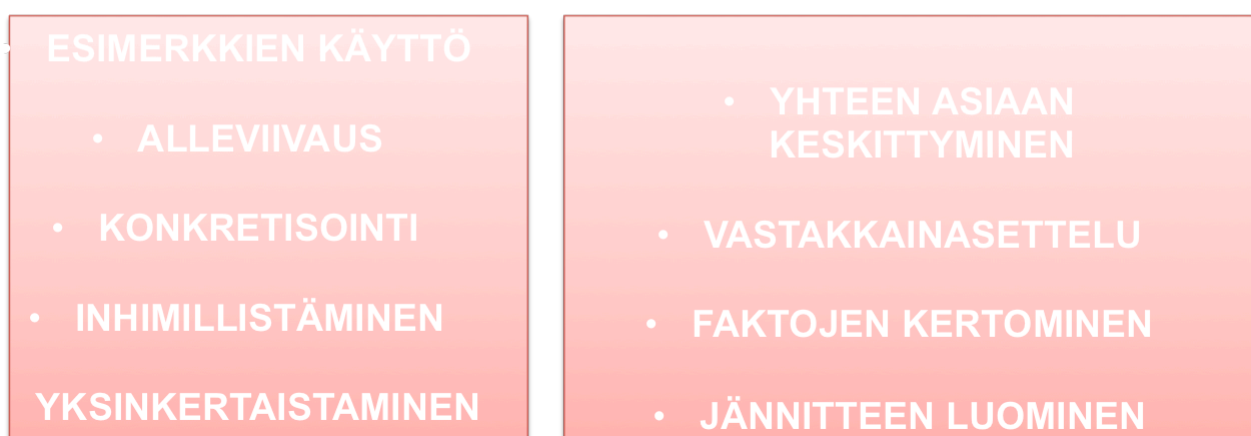 • ESIMERKKIEN KÄYTTÖ
• ALLEVIIVAUS
• KONKRETISOINTI
• INHIMILLISTÄMINEN
YKSINKERTAISTAMINEN
• YHTEEN ASIAAN
KESKITTYMINEN
• VASTAKKAINASETTELU
• FAKTOJEN KERTOMINEN
• JÄNNITTEEN LUOMINEN